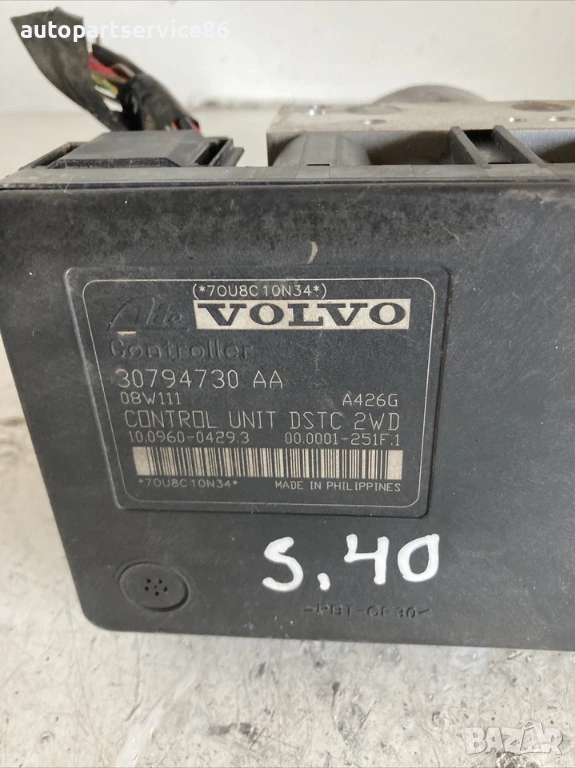 autopartservice86
(*70U8C10N34*)
Ate VOLVO
Controller
30794730 AA
08W111 A426G
CONTROL UNIT DSTC 2WD
10.0960-0429.3 00.0001-251F.1
*70U8C10N34* MADE IN PHILIPPINES
S.40
>PBT-GF30<
BAZAR